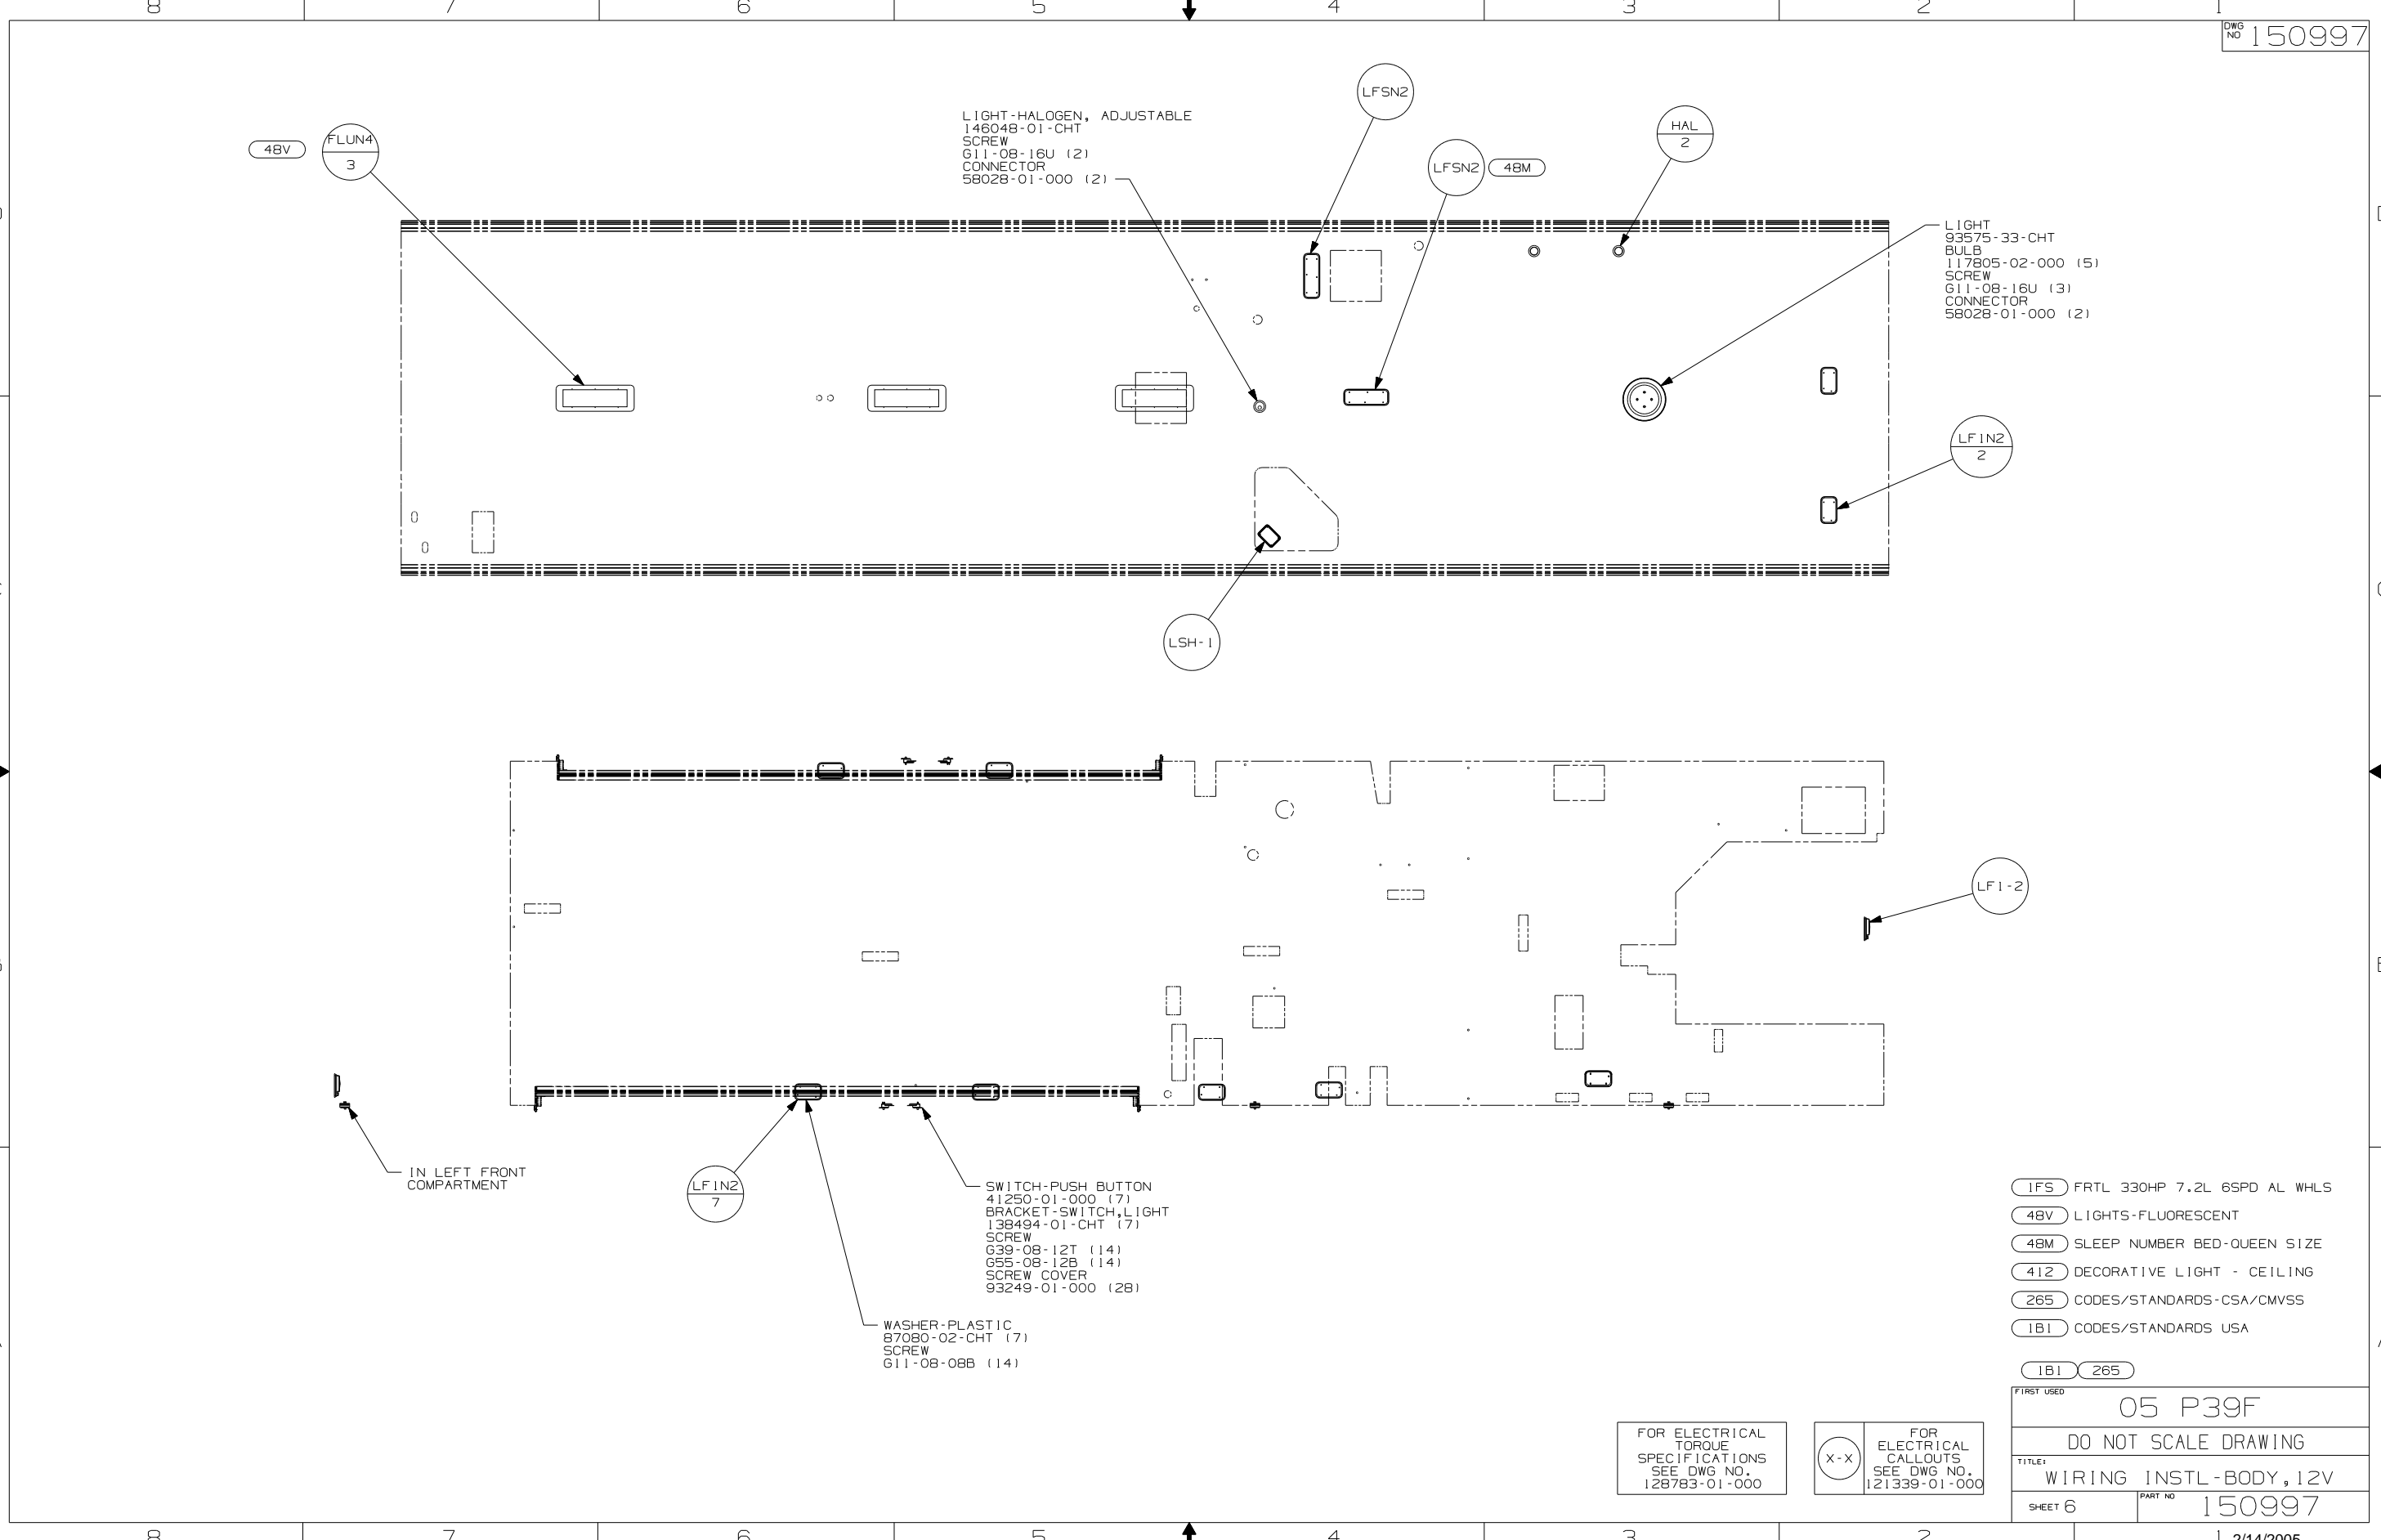 8 7 6 5 4 3 2 1
DWG NO 150997
LFSN2
LIGHT-HALOGEN, ADJUSTABLE
146048-01-CHT
SCREW
G11-08-16U (2)
CONNECTOR
58028-01-000 (2)
HAL
2
FLUN4
3
48V
LFSN2
48M
D
LIGHT
93575-33-CHT
BULB
117805-02-000 (5)
SCREW
G11-08-16U (3)
CONNECTOR
58028-01-000 (2)
LF1N2
2
LSH-1
LF1-2
IN LEFT FRONT
COMPARTMENT
LF1N2
7
SWITCH-PUSH BUTTON
41250-01-000 (7)
BRACKET-SWITCH,LIGHT
138494-01-CHT (7)
SCREW
G39-08-12T (14)
G55-08-12B (14)
SCREW COVER
93249-01-000 (28)
WASHER-PLASTIC
87080-02-CHT (7)
SCREW
G11-08-08B (14)
1FS FRTL 330HP 7.2L 6SPD AL WHLS
48V LIGHTS-FLUORESCENT
48M SLEEP NUMBER BED-QUEEN SIZE
412 DECORATIVE LIGHT - CEILING
265 CODES/STANDARDS-CSA/CMVSS
1B1 CODES/STANDARDS USA
1B1 265
FIRST USED
05 P39F
DO NOT SCALE DRAWING
TITLE:
WIRING INSTL-BODY,12V
SHEET 6
PART NO 150997
FOR ELECTRICAL
TORQUE
SPECIFICATIONS
SEE DWG NO.
128783-01-000
X-X
FOR
ELECTRICAL
CALLOUTS
SEE DWG NO.
121339-01-000
8 7 6 5 4 3 2 1
2/14/2005